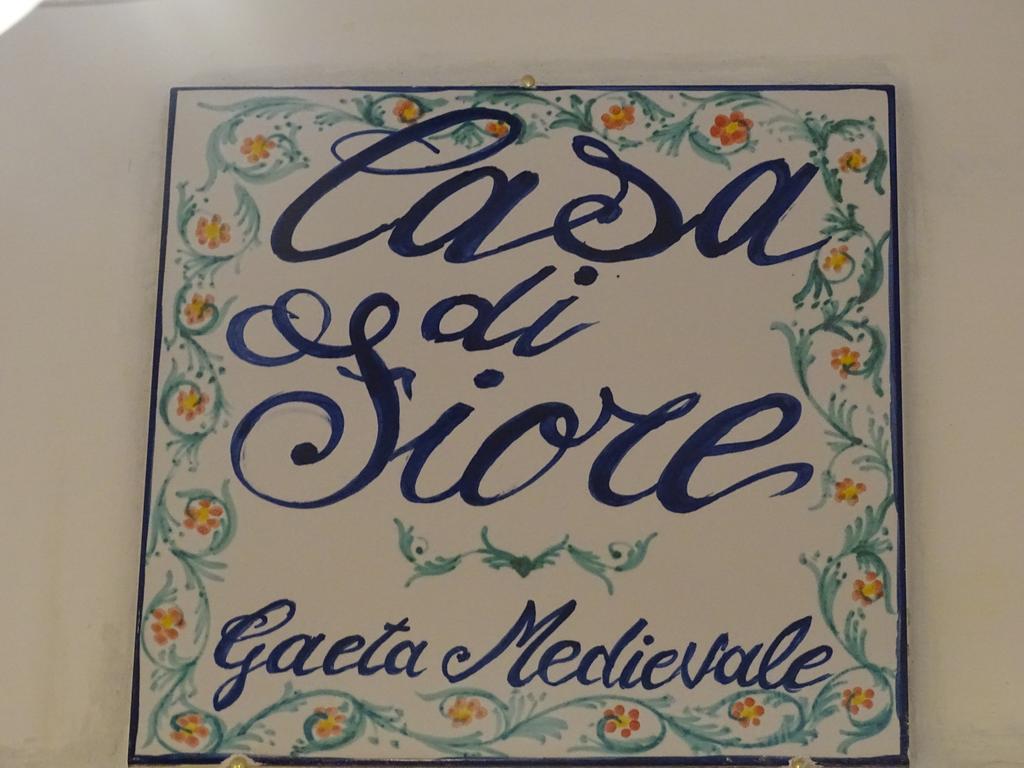 Casa
di
Fiore
Gaeta Medievale